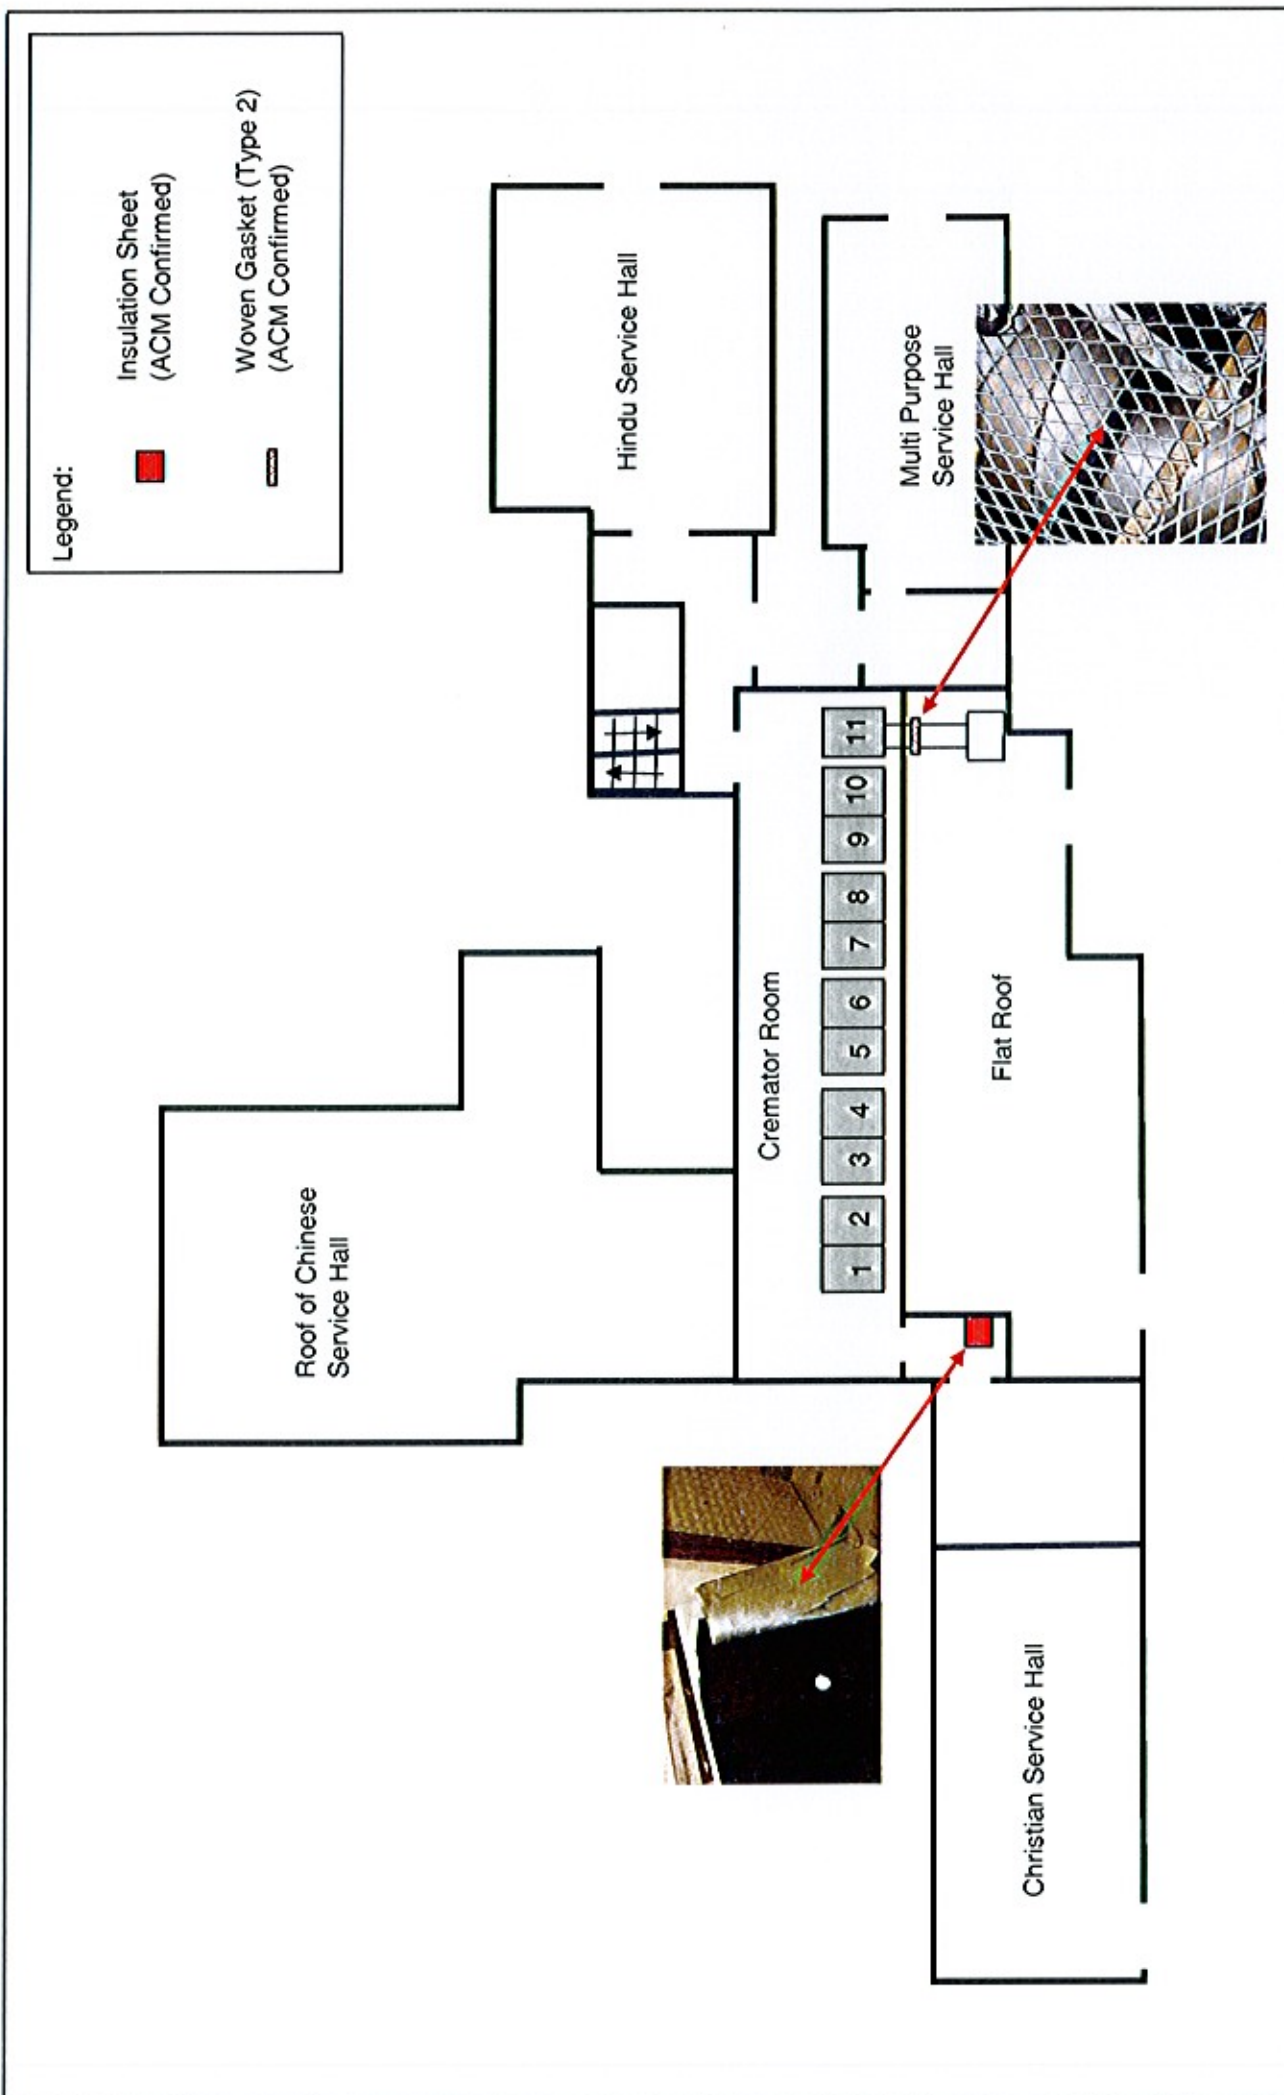 Legend:
Insulation Sheet
(ACM Confirmed)
Woven Gasket (Type 2)
(ACM Confirmed)
Roof of Chinese
Service Hall
Hindu Service Hall
Cremator Room
1 2 3 4 5 6 7 8 9 10 11
Multi Purpose
Service Hall
Flat Roof
Christian Service Hall